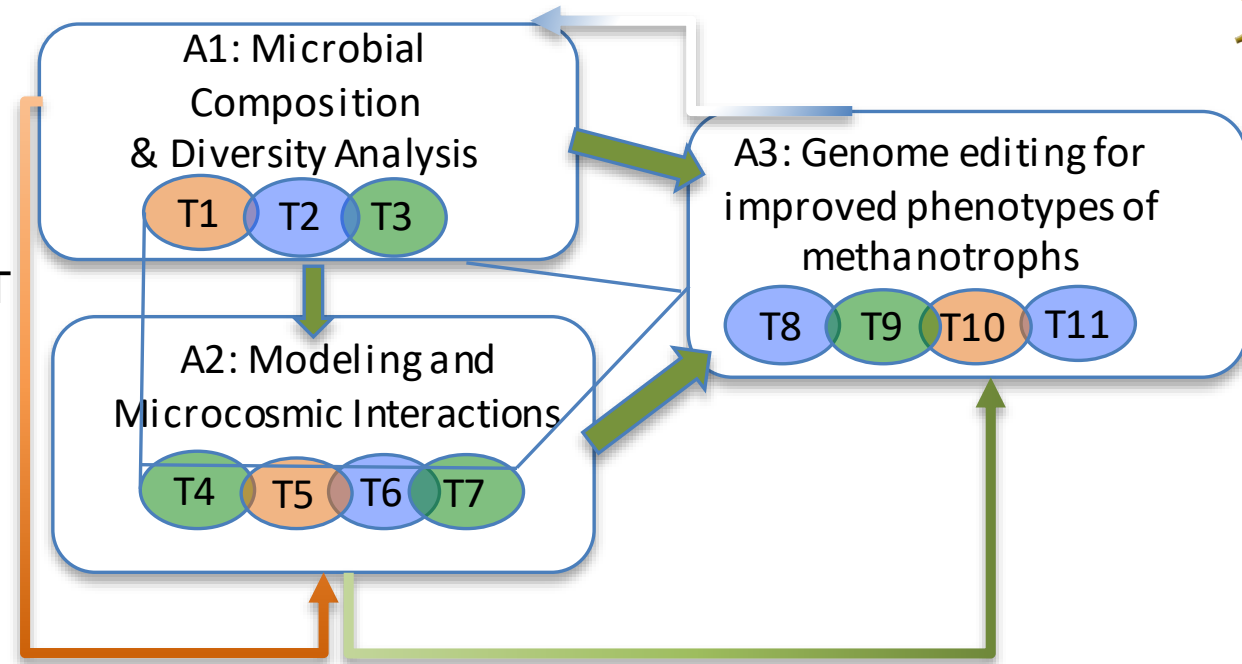 A1: Microbial
Composition
& Diversity Analysis
T1 T2 T3
T
A2: Modeling and
Microcosmic Interactions
T4 T5 T6 T7
A3: Genome editing for
improved phenotypes of
methanotrophs
T8 T9 T10 T11